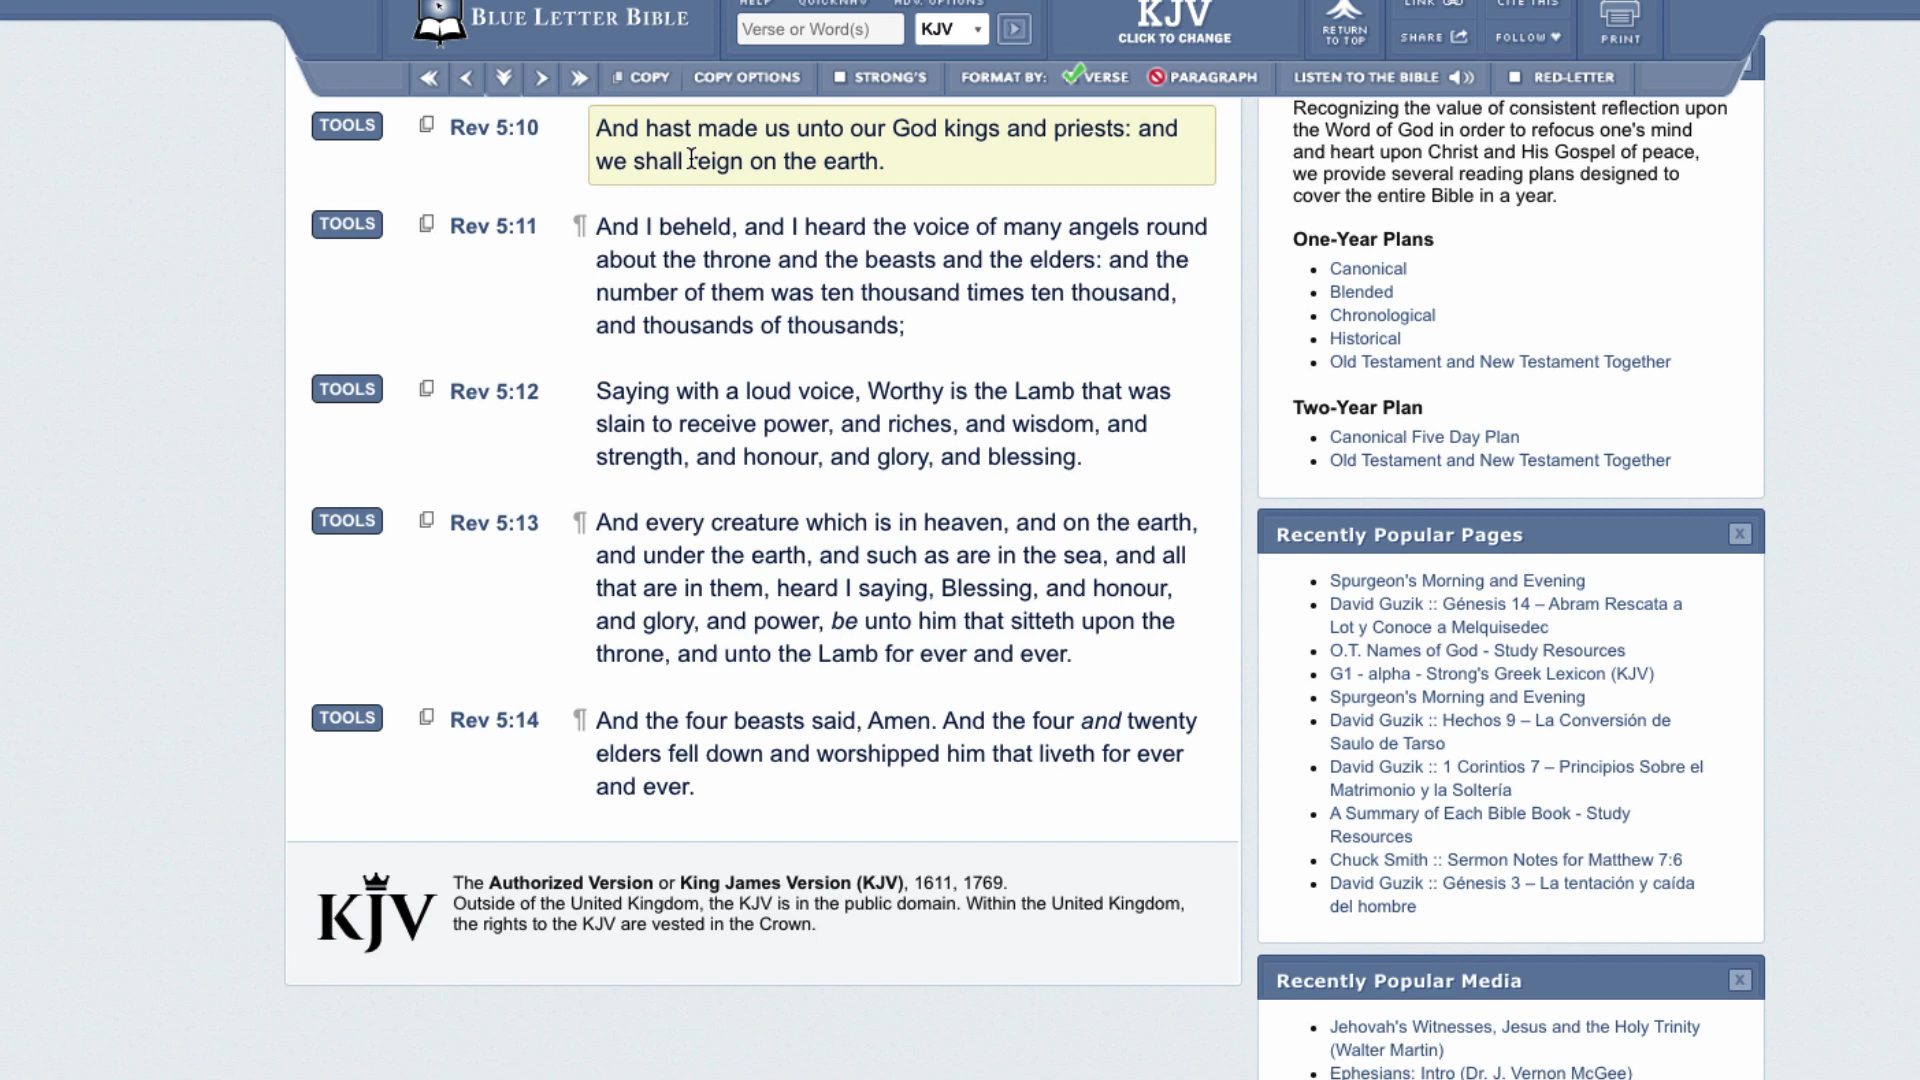 BLUE LETTER BIBLE
HELP QUICKNAV ADV. OPTIONS
Verse or Word(s)
KJV
KJV
CLICK TO CHANGE
RETURN
TO TOP
LINK
CITE THIS
SHARE
FOLLOW
PRINT
COPY
COPY OPTIONS
STRONG'S
FORMAT BY:
VERSE
PARAGRAPH
LISTEN TO THE BIBLE
RED-LETTER
TOOLS Rev 5:10 And hast made us unto our God kings and priests: and
we shall reign on the earth.
TOOLS Rev 5:11 ¶ And I beheld, and I heard the voice of many angels round
about the throne and the beasts and the elders: and the
number of them was ten thousand times ten thousand,
and thousands of thousands;
TOOLS Rev 5:12 Saying with a loud voice, Worthy is the Lamb that was
slain to receive power, and riches, and wisdom, and
strength, and honour, and glory, and blessing.
TOOLS Rev 5:13 ¶ And every creature which is in heaven, and on the earth,
and under the earth, and such as are in the sea, and all
that are in them, heard I saying, Blessing, and honour,
and glory, and power, be unto him that sitteth upon the
throne, and unto the Lamb for ever and ever.
TOOLS Rev 5:14 ¶ And the four beasts said, Amen. And the four and twenty
elders fell down and worshipped him that liveth for ever
and ever.
KJV
The Authorized Version or King James Version (KJV), 1611, 1769.
Outside of the United Kingdom, the KJV is in the public domain. Within the United Kingdom,
the rights to the KJV are vested in the Crown.
Recognizing the value of consistent reflection upon
the Word of God in order to refocus one's mind
and heart upon Christ and His Gospel of peace,
we provide several reading plans designed to
cover the entire Bible in a year.
One-Year Plans
• Canonical
• Blended
• Chronological
• Historical
• Old Testament and New Testament Together
Two-Year Plan
• Canonical Five Day Plan
• Old Testament and New Testament Together
Recently Popular Pages
X
• Spurgeon's Morning and Evening
• David Guzik :: Génesis 14 – Abram Rescata a
Lot y Conoce a Melquisedec
• O.T. Names of God - Study Resources
• G1 - alpha - Strong's Greek Lexicon (KJV)
• Spurgeon's Morning and Evening
• David Guzik :: Hechos 9 – La Conversión de
Saulo de Tarso
• David Guzik :: 1 Corintios 7 – Principios Sobre el
Matrimonio y la Soltería
• A Summary of Each Bible Book - Study
Resources
• Chuck Smith :: Sermon Notes for Matthew 7:6
• David Guzik :: Génesis 3 – La tentación y caída
del hombre
Recently Popular Media
X
• Jehovah's Witnesses, Jesus and the Holy Trinity
(Walter Martin)
• Ephesians: Intro (Dr. J. Vernon McGee)